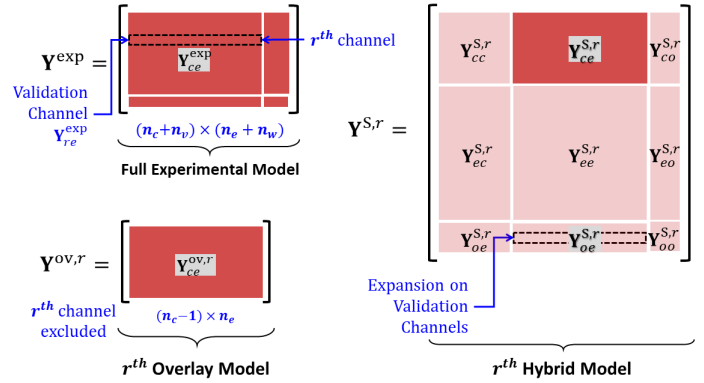 r^th channel
Y^exp =
Y_ce^exp
Validation
Channel
Y_re^exp
(n_c+n_v) × (n_e + n_w)
Full Experimental Model
Y^ov,r =
Y_ce^ov,r
r^th channel
excluded
(n_c−1) × n_e
r^th Overlay Model
Y^S,r =
Y_cc^S,r Y_ce^S,r Y_co^S,r
Y_ec^S,r Y_ee^S,r Y_eo^S,r
Y_oe^S,r Y_oe^S,r Y_oo^S,r
Expansion on
Validation
Channels
r^th Hybrid Model